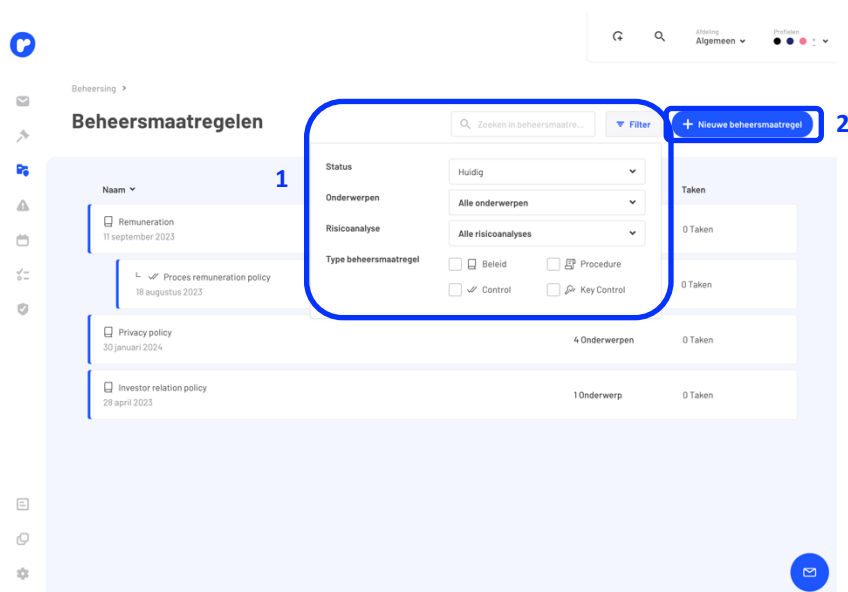 Afdeling
Algemeen
Profielen
Beheersing
Beheersmaatregelen
Zoeken in beheersmaatre...
Filter
Nieuwe beheersmaatregel
2
1
Status
Huidig
Onderwerpen
Alle onderwerpen
Risicoanalyse
Alle risicoanalyses
Type beheersmaatregel
Beleid
Procedure
Control
Key Control
Naam
Taken
Remuneration
11 september 2023
0 Taken
Proces remuneration policy
18 augustus 2023
0 Taken
Privacy policy
30 januari 2024
4 Onderwerpen
0 Taken
Investor relation policy
28 april 2023
1 Onderwerp
0 Taken